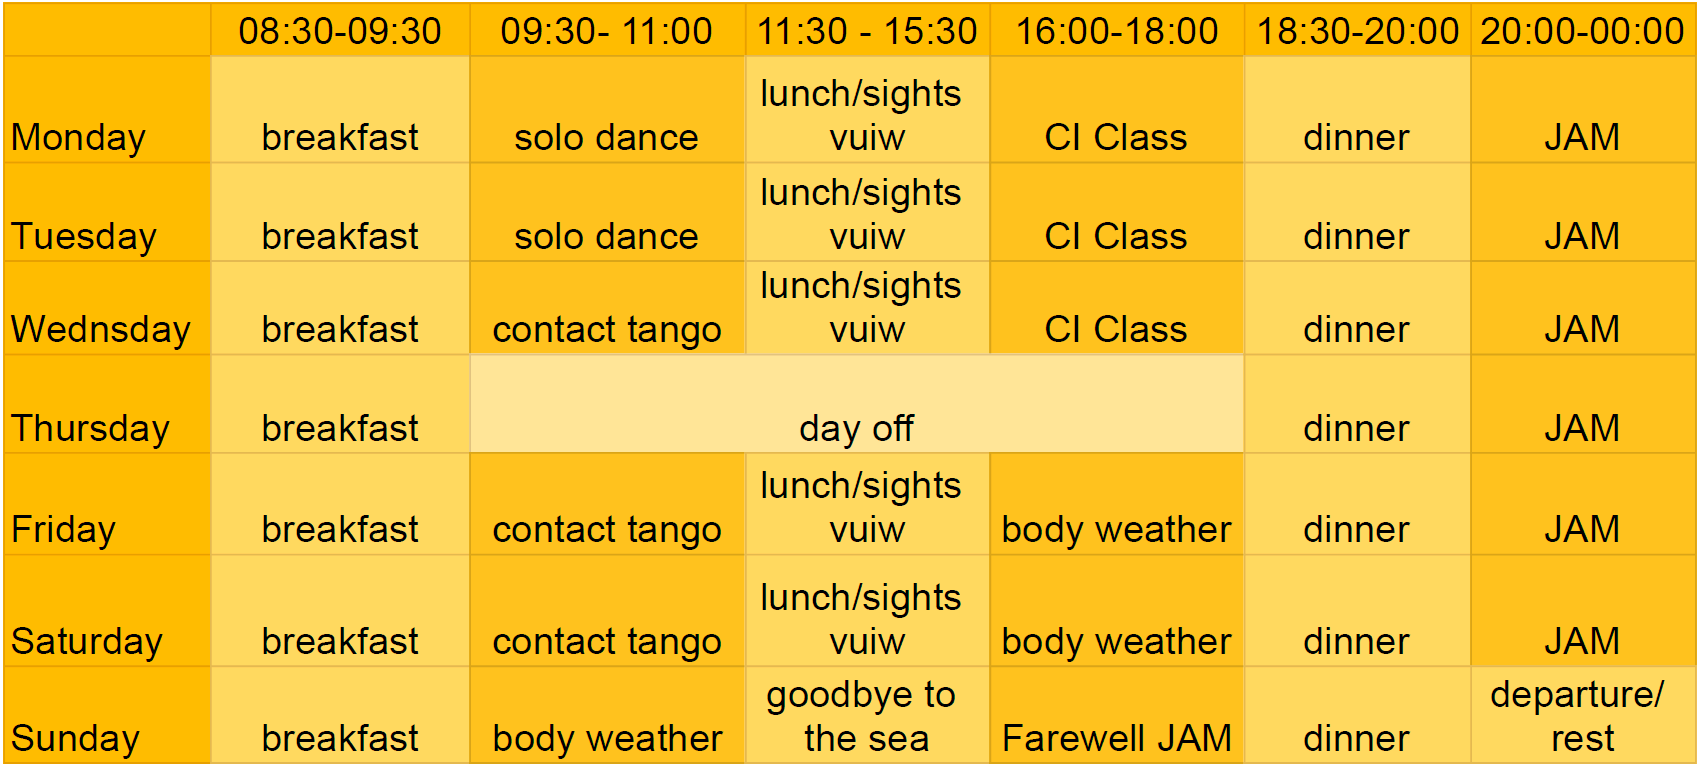 08:30-09:30 09:30- 11:00 11:30 - 15:30 16:00-18:00 18:30-20:00 20:00-00:00
Monday breakfast solo dance lunch/sights vuiw CI Class dinner JAM
Tuesday breakfast solo dance lunch/sights vuiw CI Class dinner JAM
Wednsday breakfast contact tango lunch/sights vuiw CI Class dinner JAM
Thursday breakfast day off dinner JAM
Friday breakfast contact tango lunch/sights vuiw body weather dinner JAM
Saturday breakfast contact tango lunch/sights vuiw body weather dinner JAM
Sunday breakfast body weather goodbye to the sea Farewell JAM dinner departure/ rest